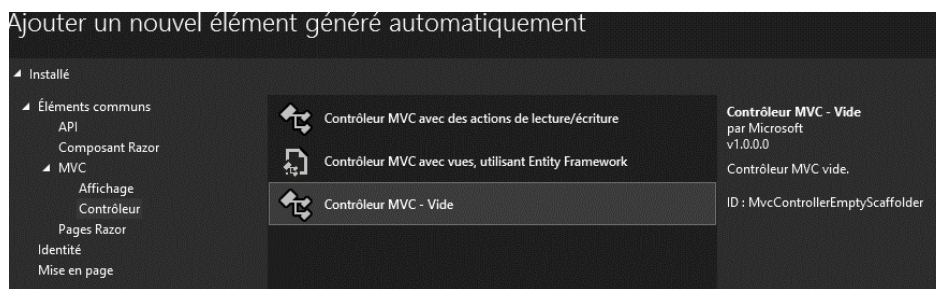 Ajouter un nouvel élément généré automatiquement
Installé
Éléments communs
API
Composant Razor
MVC
Affichage
Contrôleur
Pages Razor
Identité
Mise en page
Contrôleur MVC avec des actions de lecture/écriture
Contrôleur MVC avec vues, utilisant Entity Framework
Contrôleur MVC - Vide
Contrôleur MVC - Vide
par Microsoft
v1.0.0.0
Contrôleur MVC vide.
ID : MvcControllerEmptyScaffolder